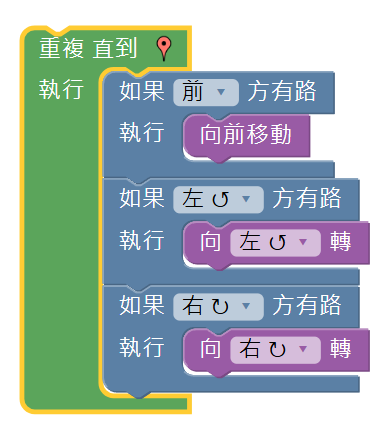 重複 直到
執行 如果 前 方有路
執行 向前移動
如果 左 ↺ 方有路
執行 向 左 ↺ 轉
如果 右 ↻ 方有路
執行 向 右 ↻ 轉